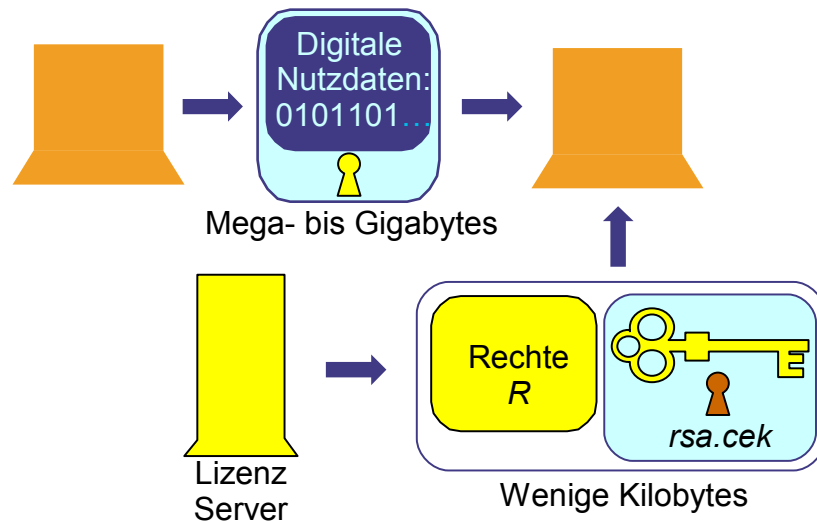 Digitale
Nutzdaten:
0101101...
Mega- bis Gigabytes
Rechte
R
rsa.cek
Lizenz
Server
Wenige Kilobytes